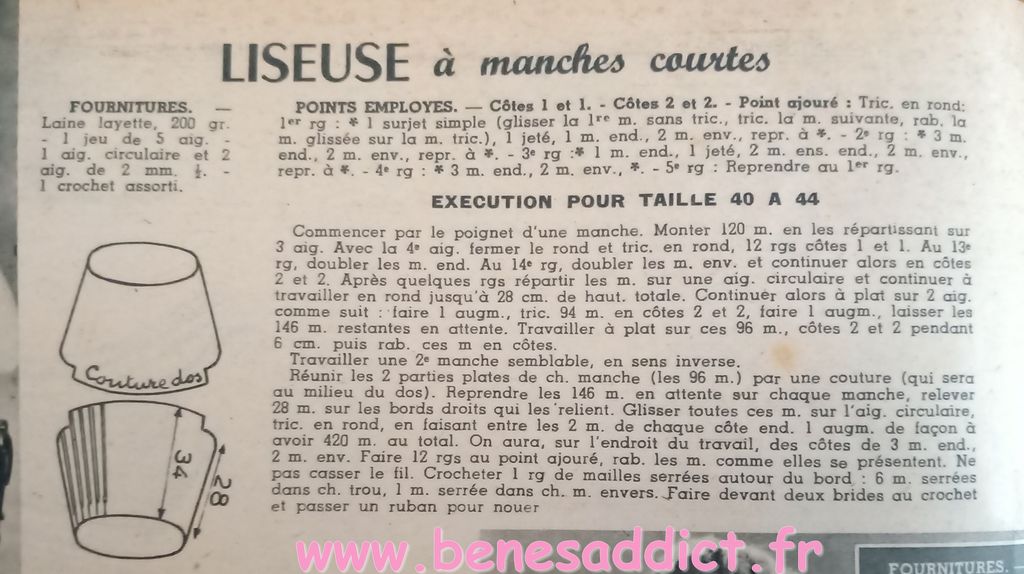 LISEUSE à manches courtes
FOURNITURES. —
Laine layette, 200 gr.
- 1 jeu de 5 aig. -
1 aig. circulaire et 2
aig. de 2 mm. ½. -
1 crochet assorti.
POINTS EMPLOYES. — Côtes 1 et 1. - Côtes 2 et 2. - Point ajouré : Tric. en rond:
1er rg : * 1 surjet simple (glisser la 1re m. sans tric., tric. la m. suivante, rab. la
m. glissée sur la m. tric.), 1 jeté, 1 m. end., 2 m. env., repr. à *. - 2e rg : * 3 m.
end., 2 m. env., repr. à *. - 3e rg :* 1 m. end., 1 jeté, 2 m. ens. end., 2 m. env.,
repr. à *. - 4e rg : * 3 m. end., 2 m. env., *. - 5e rg : Reprendre au 1er rg.
EXECUTION POUR TAILLE 40 A 44
Commencer par le poignet d'une manche. Monter 120 m. en les répartissant sur
3 aig. Avec la 4e aig. fermer le rond et tric. en rond, 12 rgs côtes 1 et 1. Au 13e
rg, doubler les m. end. Au 14e rg, doubler les m. env. et continuer alors en côtes
2 et 2. Après quelques rgs répartir les m. sur une aig. circulaire et continuer à
travailler en rond jusqu'à 28 cm. de haut. totale. Continuer alors à plat sur 2 aig.
comme suit : faire 1 augm., tric. 94 m. en côtes 2 et 2, faire 1 augm., laisser les
146 m. restantes en attente. Travailler à plat sur ces 96 m., côtes 2 et 2 pendant
6 cm. puis rab. ces m en côtes.
Travailler une 2e manche semblable, en sens inverse.
Réunir les 2 parties plates de ch. manche (les 96 m.) par une couture (qui sera
au milieu du dos). Reprendre les 146 m. en attente sur chaque manche, relever
28 m. sur les bords droits qui les relient. Glisser toutes ces m. sur l'aig. circulaire,
tric. en rond, en faisant entre les 2 m. de chaque côte end. 1 augm. de façon à
avoir 420 m. au total. On aura, sur l'endroit du travail, des côtes de 3 m. end.,
2 m. env. Faire 12 rgs au point ajouré, rab. les m. comme elles se présentent. Ne
pas casser le fil. Crocheter 1 rg de mailles serrées autour du bord : 6 m. serrées
dans ch. trou, 1 m. serrée dans ch. m. envers. Faire devant deux brides au crochet
et passer un ruban pour nouer
Couture dos
34
28
www.benesaddict.fr
FOURNITURES. —